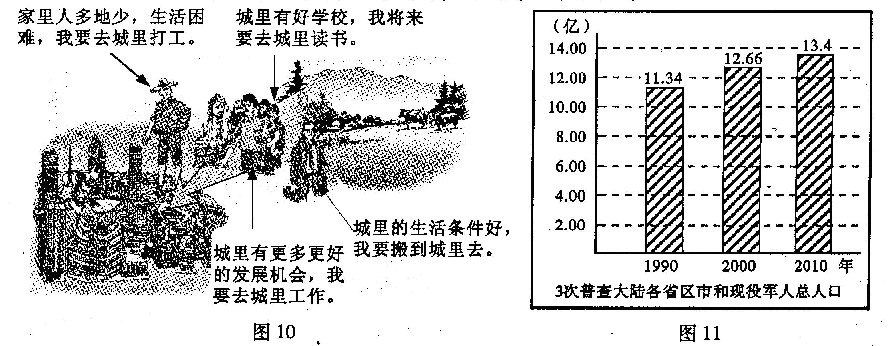 家里人多地少，生活困
难，我要去城里打工。
城里有好学校，我将来
要去城里读书。
城里的生活条件好，
我要搬到城里去。
城里有更多更好
的发展机会，我
要去城里工作。
图10
（亿）
14.00
12.00
10.00
8.00
6.00
4.00
2.00
11.34
12.66
13.4
1990 2000 2010 年
3次普查大陆各省区市和现役军人总人口
图11